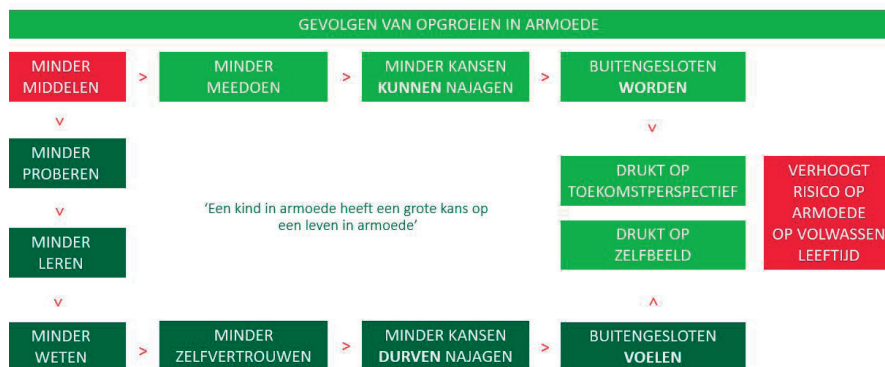 GEVOLGEN VAN OPGROEIEN IN ARMOEDE
MINDER
MIDDELEN
>
MINDER
MEEDOEN
>
MINDER KANSEN
KUNNEN NAJAGEN
>
BUITENGESLOTEN
WORDEN
v
v
MINDER
PROBEREN
v
MINDER
LEREN
v
'Een kind in armoede heeft een grote kans op
een leven in armoede'
DRUKT OP
TOEKOMSTPERSPECTIEF
DRUKT OP
ZELFBEELD
VERHOOGT
RISICO OP
ARMOEDE
OP VOLWASSEN
LEEFTIJD
^
MINDER
WETEN
>
MINDER
ZELFVERTROUWEN
>
MINDER KANSEN
DURVEN NAJAGEN
>
BUITENGESLOTEN
VOELEN